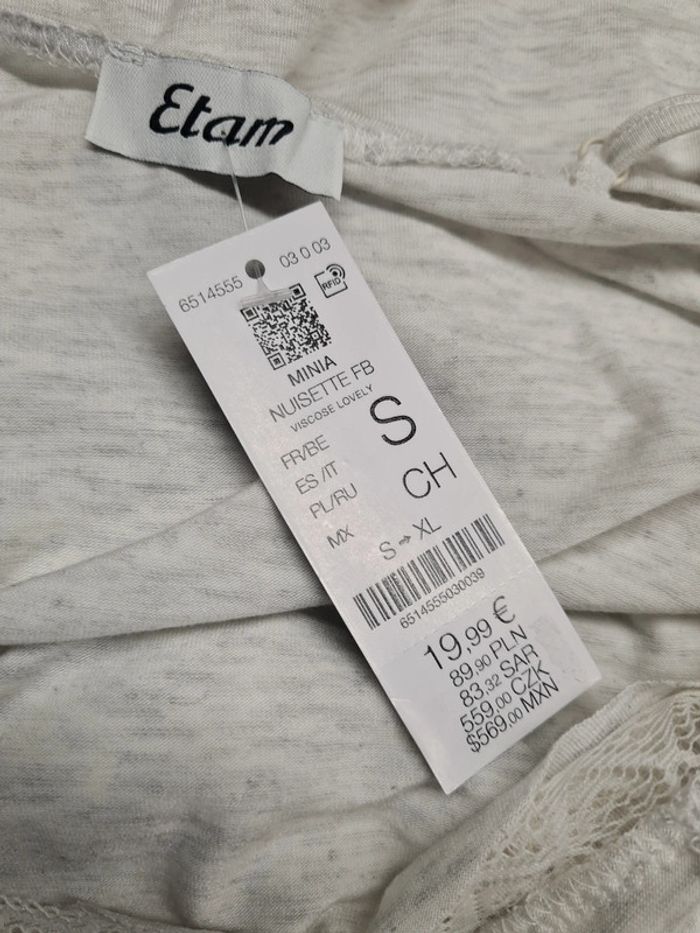 Etam
6514555 03 0 03
RFID
MINIA
NUISETTE FB
VISCOSE LOVELY
FR/BE S
ES /IT
PL/RU CH
MX S → XL
6514555030039
19,99 €
89,90 PLN
83,32 SAR
559,00 CZK
$569,00 MXN